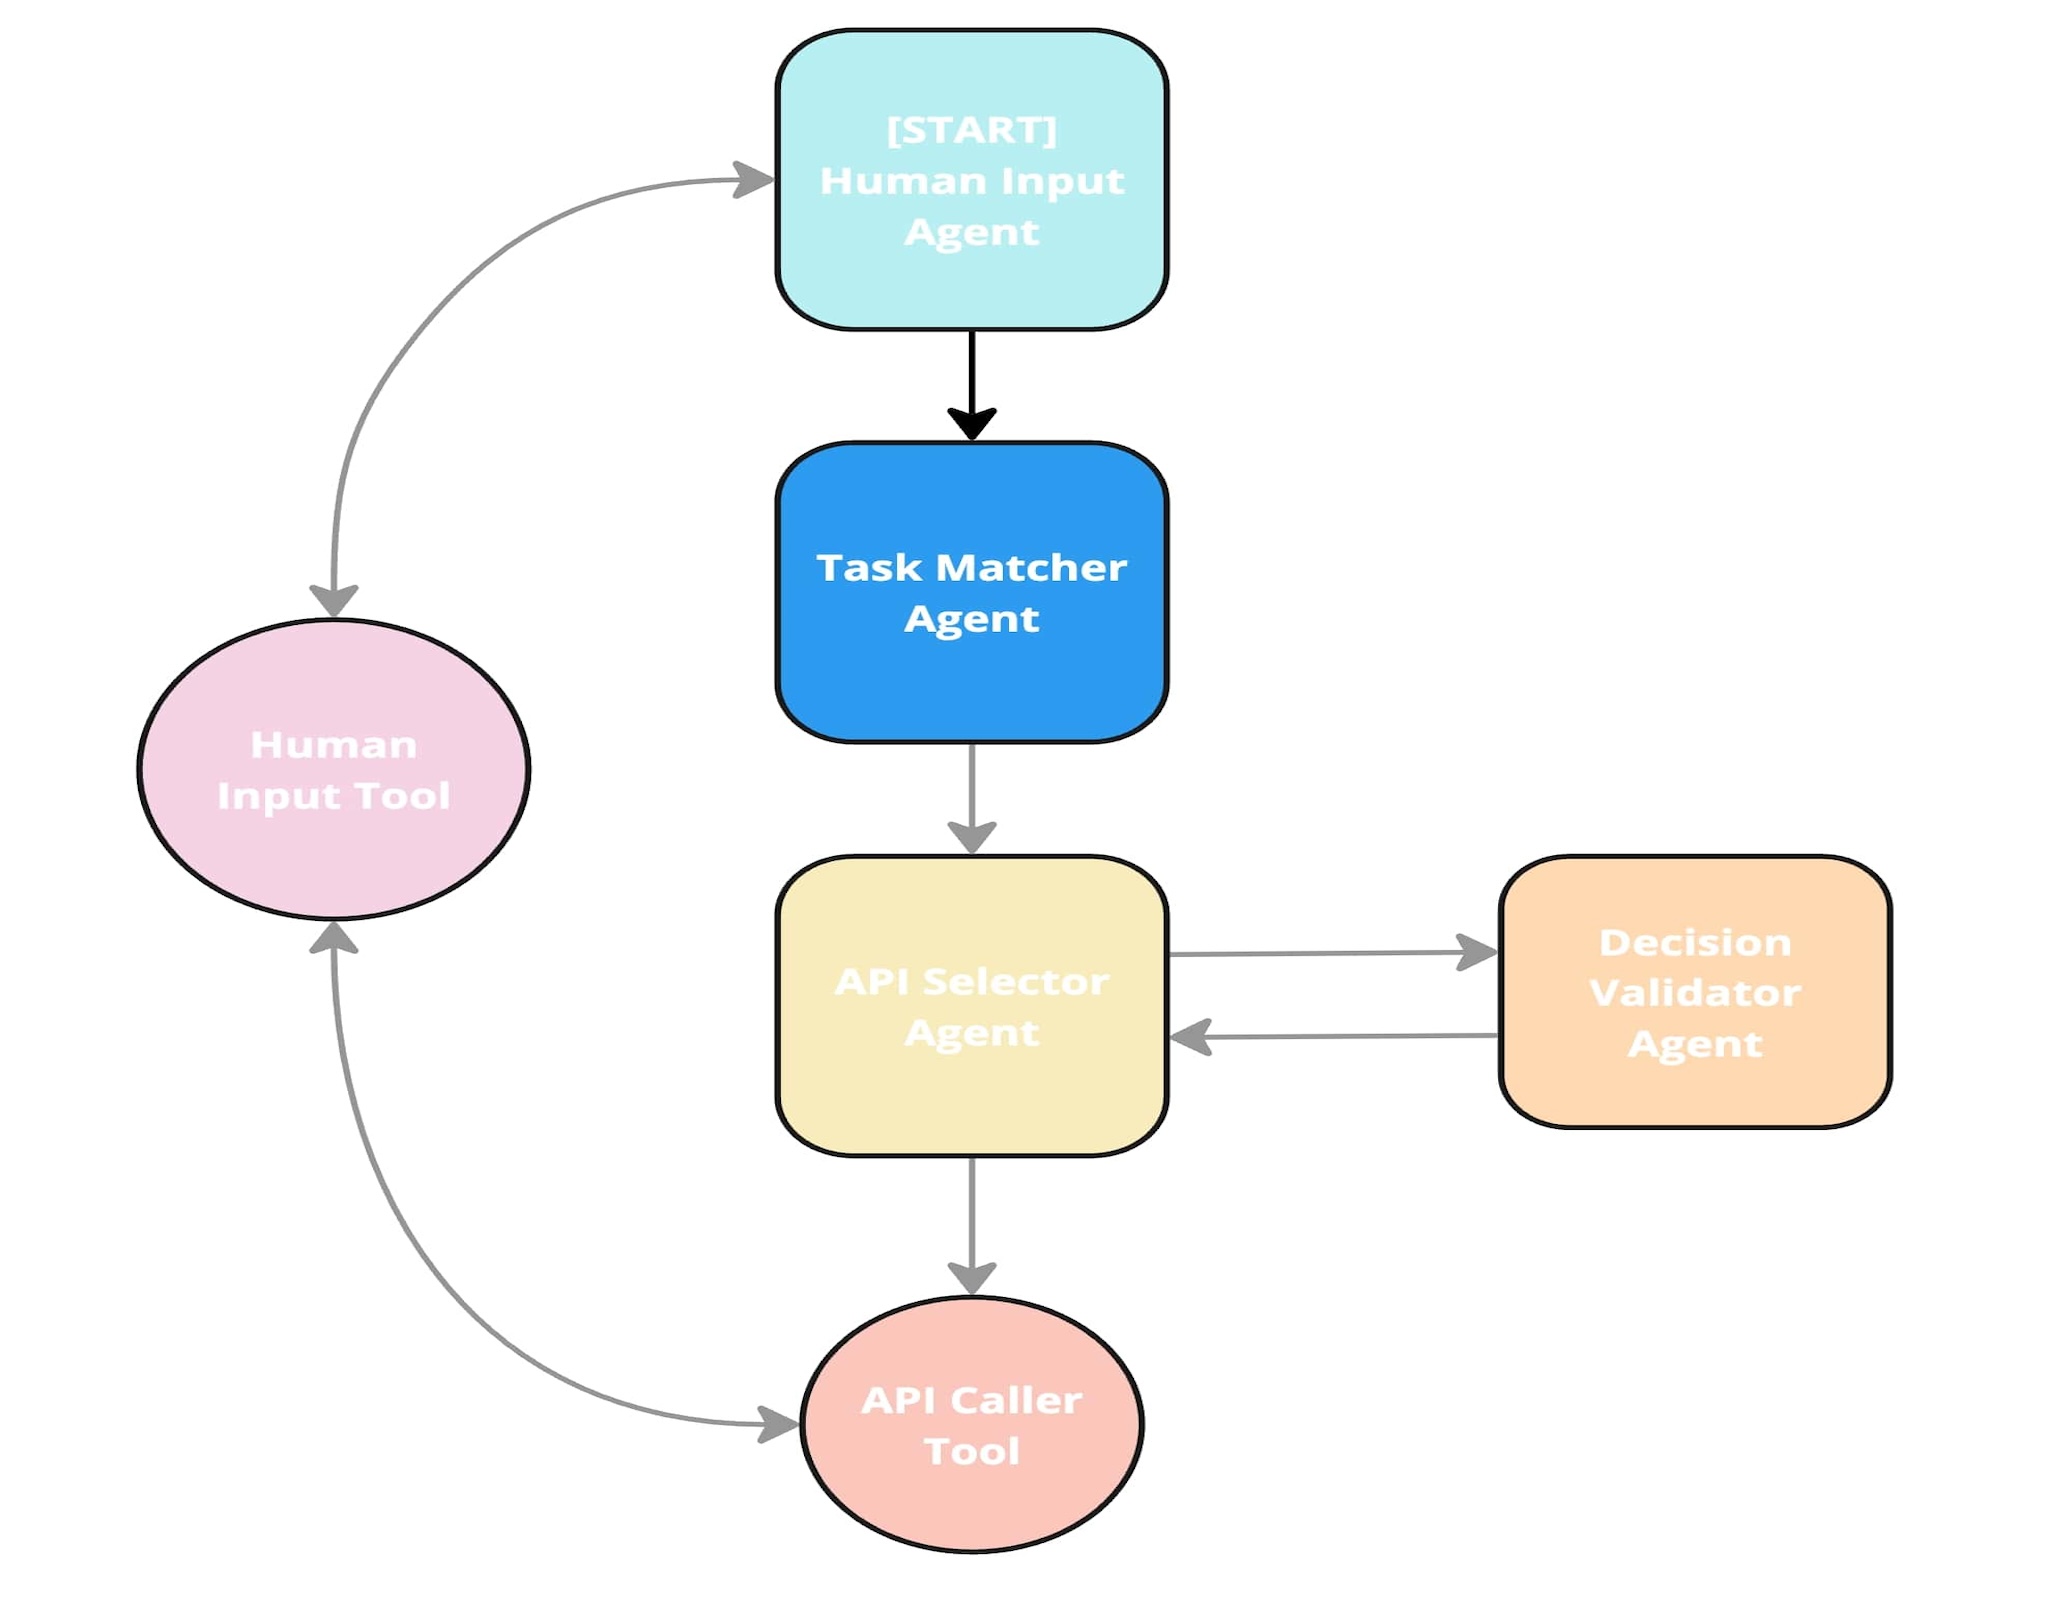 [START]
Human Input
Agent
Task Matcher
Agent
Human
Input Tool
API Selector
Agent
Decision
Validator
Agent
API Caller
Tool